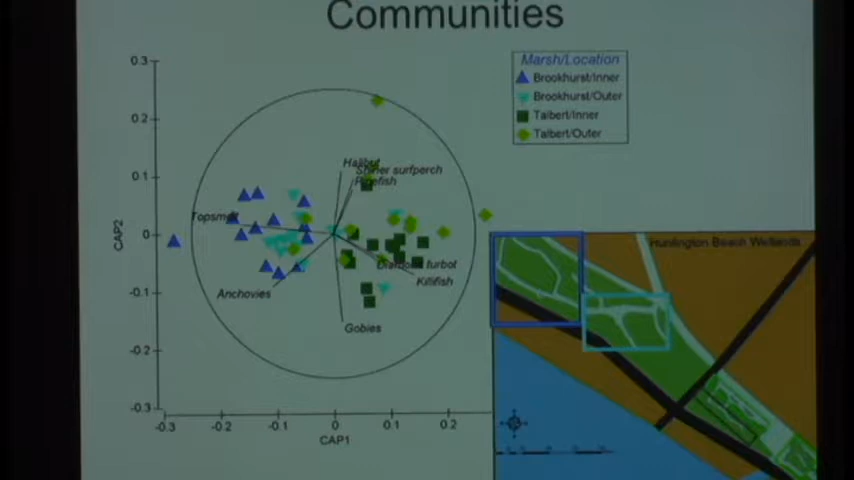 Communities
Marsh/Location
Brookhurst/Inner
Brookhurst/Outer
Talbert/Inner
Talbert/Outer
0.3
0.2
0.1
0
-0.1
-0.2
-0.3
CAP2
Halibut
Shiner surfperch
Pipefish
Topsmelt
Diamond turbot
Killifish
Anchovies
Gobies
-0.3
-0.2
-0.1
0
0.1
0.2
CAP1
Huntington Beach Wetlands